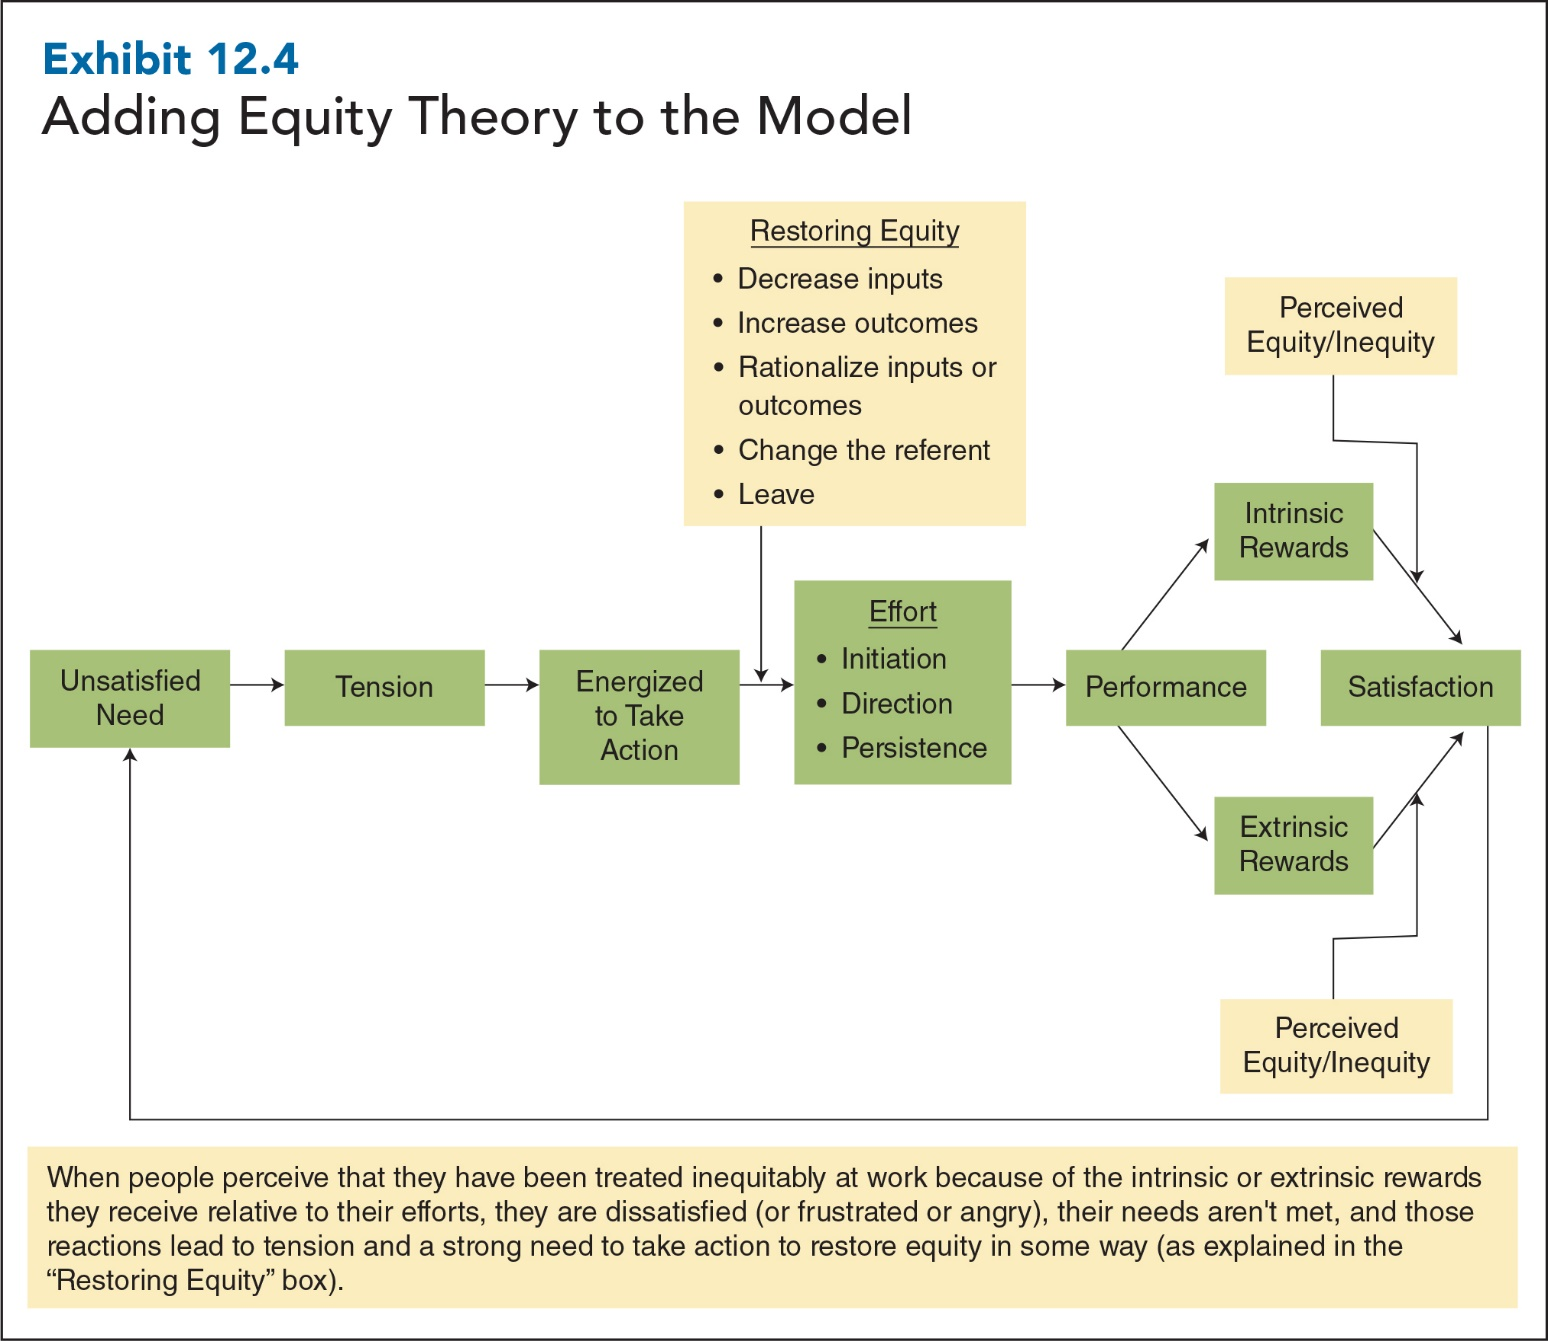 Exhibit 12.4
Adding Equity Theory to the Model
Restoring Equity
• Decrease inputs
• Increase outcomes
• Rationalize inputs or
outcomes
• Change the referent
• Leave
Perceived
Equity/Inequity
Intrinsic
Rewards
Unsatisfied
Need
Tension
Energized
to Take
Action
Effort
• Initiation
• Direction
• Persistence
Performance
Satisfaction
Extrinsic
Rewards
Perceived
Equity/Inequity
When people perceive that they have been treated inequitably at work because of the intrinsic or extrinsic rewards
they receive relative to their efforts, they are dissatisfied (or frustrated or angry), their needs aren't met, and those
reactions lead to tension and a strong need to take action to restore equity in some way (as explained in the
“Restoring Equity” box).